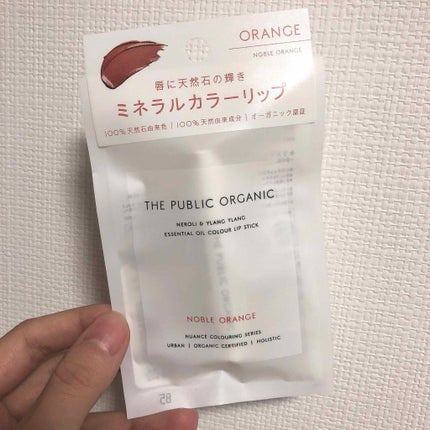 ORANGE
NOBLE ORANGE
唇に天然石の輝き
ミネラルカラーリップ
100%天然石由来色 | 100%天然由来成分 | オーガニック認証
THE PUBLIC ORGANIC
NEROLI & YLANG YLANG
ESSENTIAL OIL COLOUR LIP STICK
NOBLE ORANGE
NUANCE COLOURING SERIES
URBAN | ORGANIC CERTIFIED | HOLISTIC